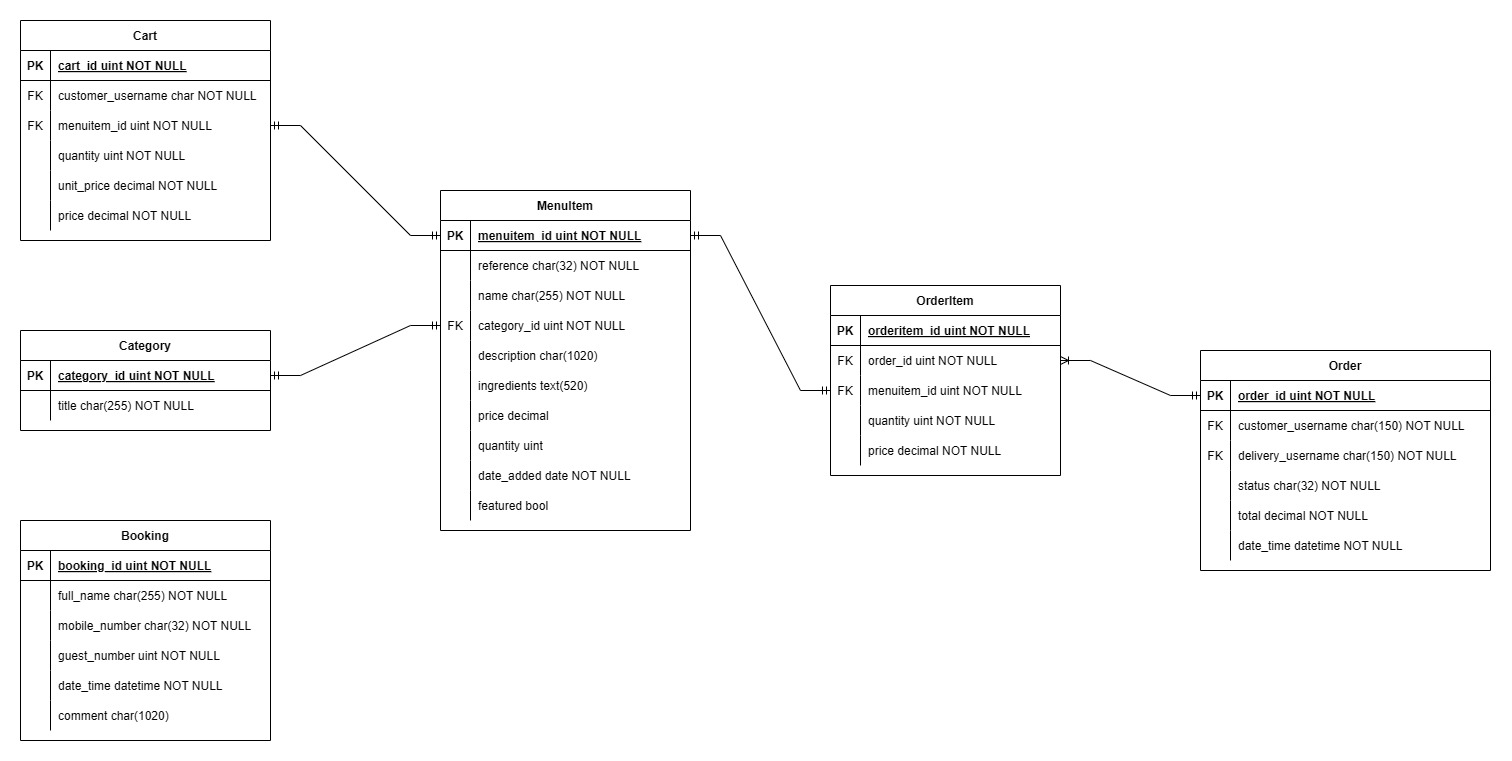 Cart
PK cart_id uint NOT NULL
FK customer_username char NOT NULL
FK menuitem_id uint NOT NULL
quantity uint NOT NULL
unit_price decimal NOT NULL
price decimal NOT NULL
Category
PK category_id uint NOT NULL
title char(255) NOT NULL
Booking
PK booking_id uint NOT NULL
full_name char(255) NOT NULL
mobile_number char(32) NOT NULL
guest_number uint NOT NULL
date_time datetime NOT NULL
comment char(1020)
MenuItem
PK menuitem_id uint NOT NULL
reference char(32) NOT NULL
name char(255) NOT NULL
FK category_id uint NOT NULL
description char(1020)
ingredients text(520)
price decimal
quantity uint
date_added date NOT NULL
featured bool
OrderItem
PK orderitem_id uint NOT NULL
FK order_id uint NOT NULL
FK menuitem_id uint NOT NULL
quantity uint NOT NULL
price decimal NOT NULL
Order
PK order_id uint NOT NULL
FK customer_username char(150) NOT NULL
FK delivery_username char(150) NOT NULL
status char(32) NOT NULL
total decimal NOT NULL
date_time datetime NOT NULL